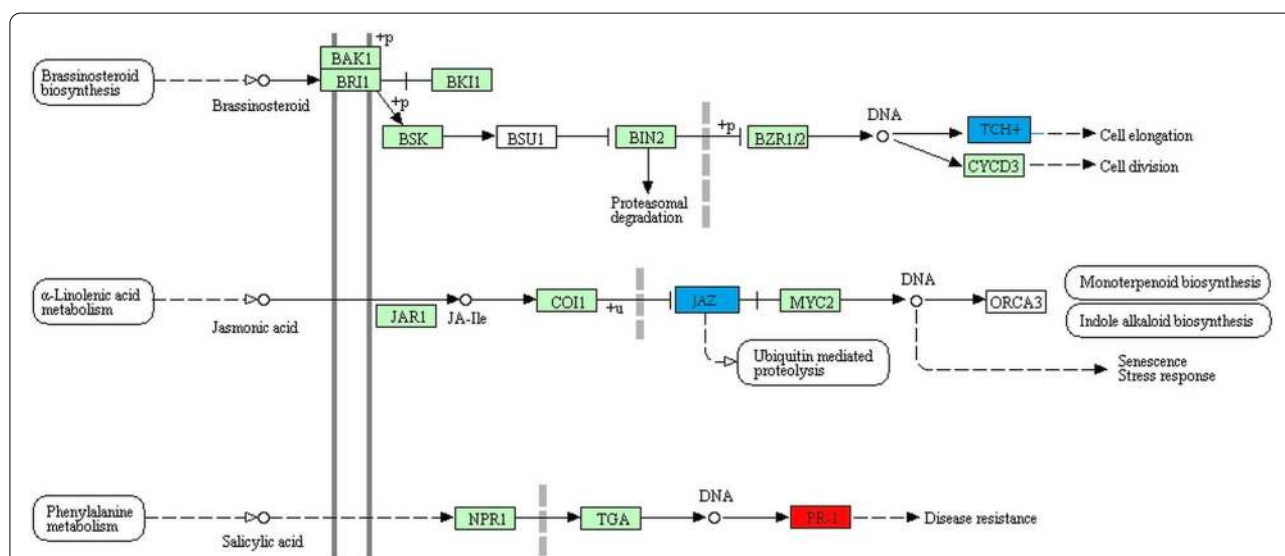 +p
BAK1
Brassinosteroid
biosynthesis
BRI1
BKI1
Brassinosteroid
+p
BSK
BSU1
BIN2
+p
BZR1/2
DNA
TCH4
Cell elongation
CYCD3
Cell division
Proteasomal
degradation
α-Linolenic acid
metabolism
Jasmonic acid
JAR1
JA-Ile
COI1
+u
JAZ
MYC2
DNA
ORCA3
Monoterpenoid biosynthesis
Indole alkaloid biosynthesis
Ubiquitin mediated
proteolysis
Senescence
Stress response
Phenylalanine
metabolism
Salicylic acid
NPR1
TGA
DNA
PR-1
Disease resistance